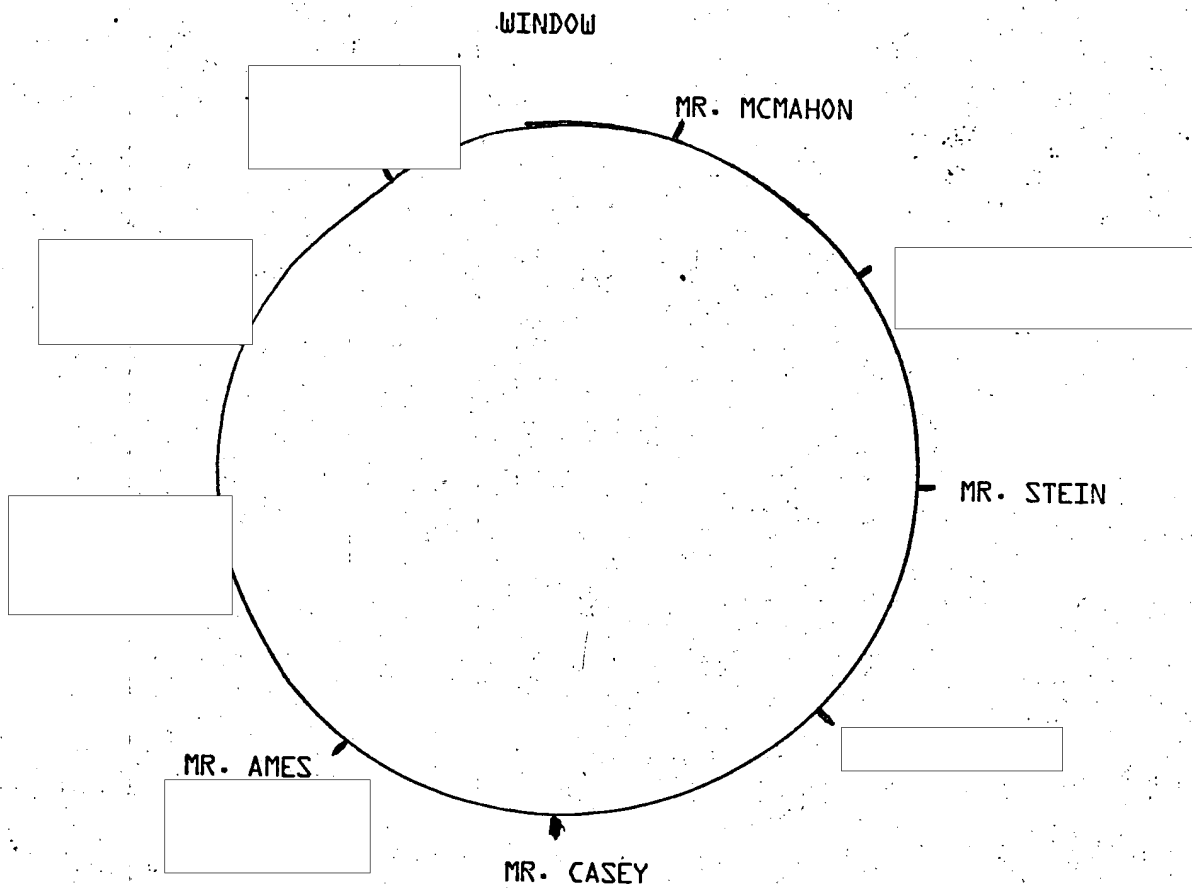 WINDOW
MR. MCMAHON
MR. STEIN
MR. AMES
MR. CASEY